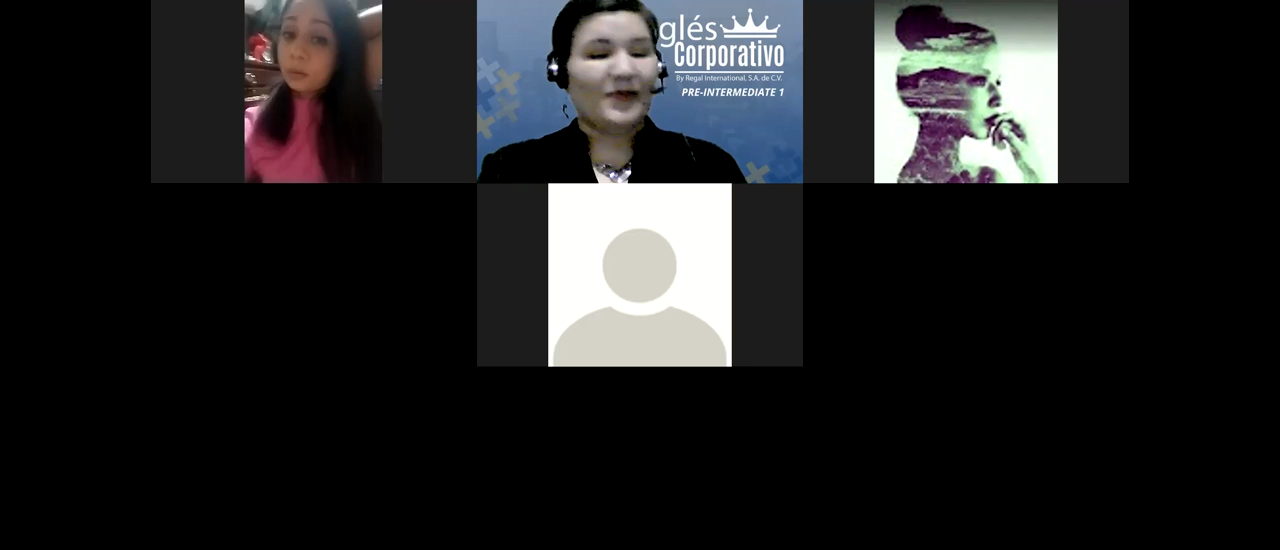 glés
Corporativo
By Regal International, S.A. de C.V.
PRE-INTERMEDIATE 1